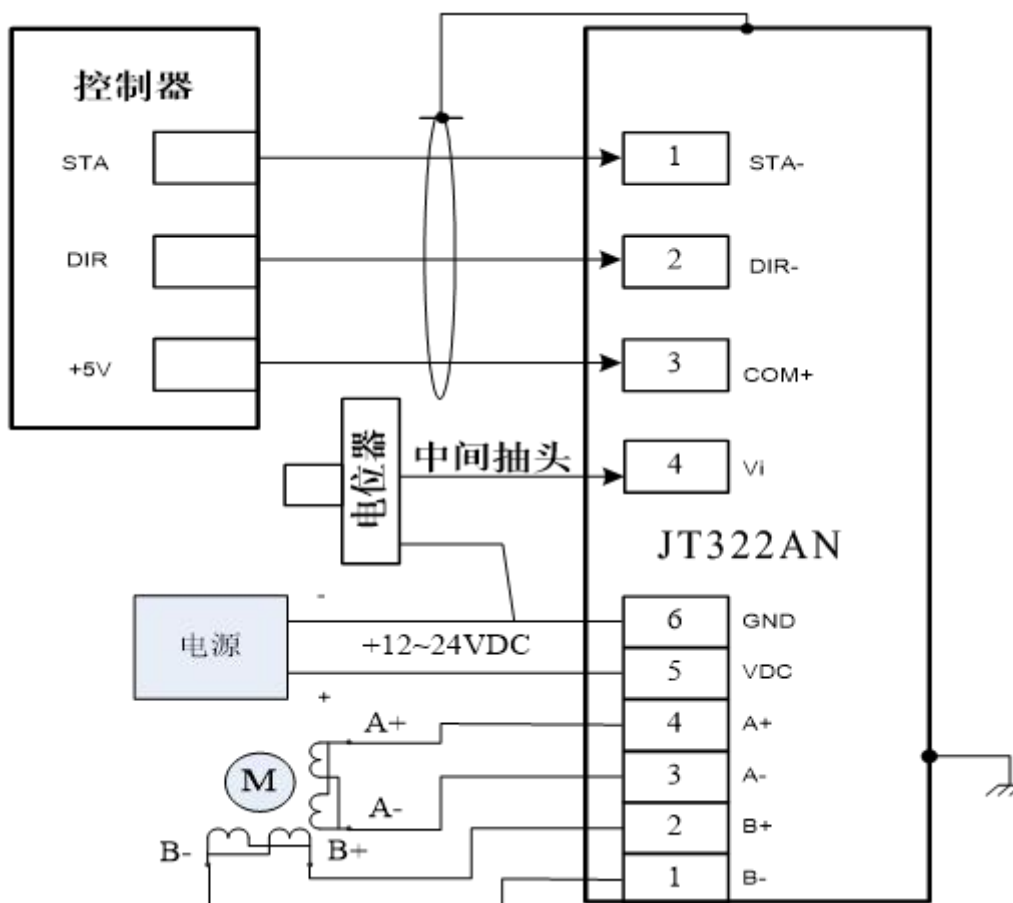 控制器
STA
1
STA-
DIR
2
DIR-
+5V
3
COM+
电位器
中间抽头
4
Vi
JT322AN
电源
-
+12~24VDC
+
6
GND
5
VDC
A+
4
A+
M
A-
3
A-
B-
B+
2
B+
1
B-